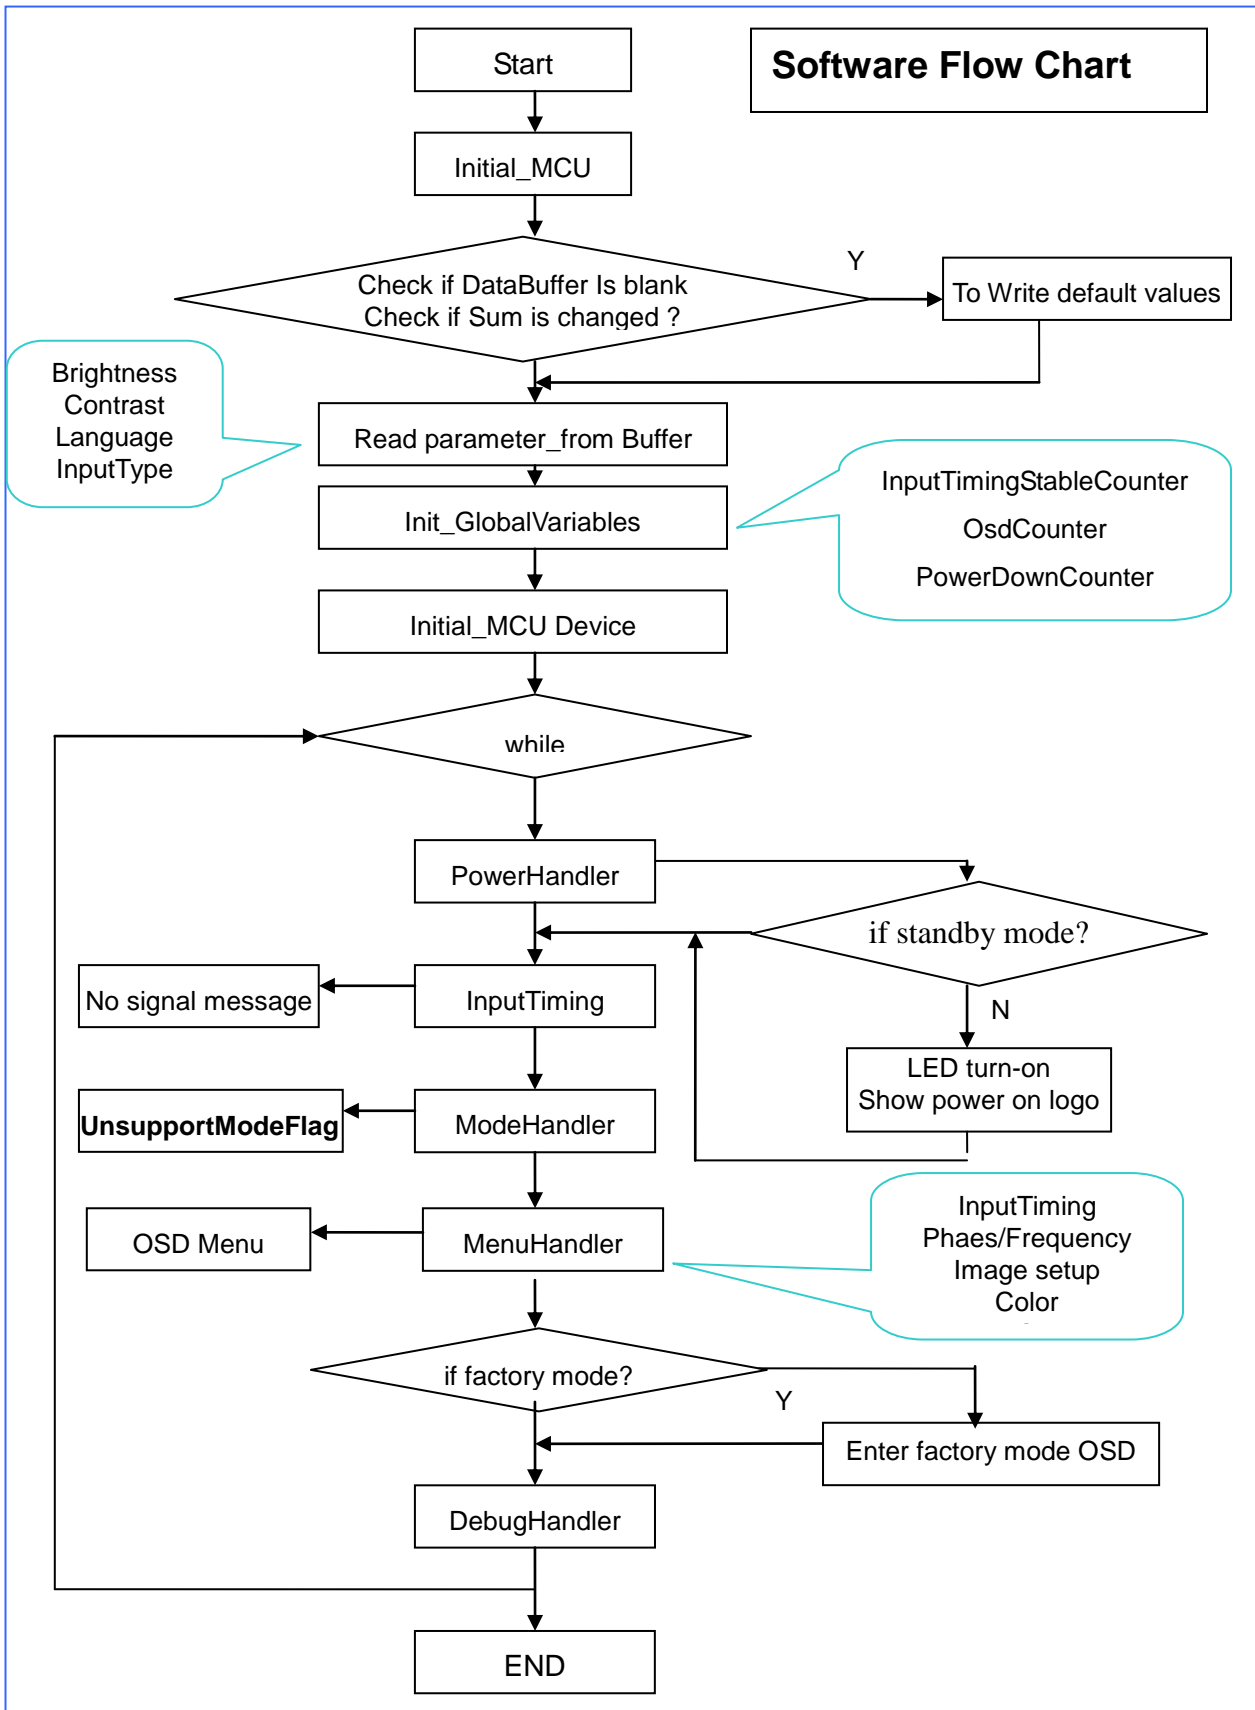 Start
Software Flow Chart
Initial_MCU
Check if DataBuffer Is blank
Check if Sum is changed ?
Y
To Write default values
Brightness
Contrast
Language
InputType
Read parameter_from Buffer
InputTimingStableCounter
OsdCounter
PowerDownCounter
Init_GlobalVariables
Initial_MCU Device
while
PowerHandler
if standby mode?
No signal message
InputTiming
N
LED turn-on
Show power on logo
UnsupportModeFlag
ModeHandler
OSD Menu
MenuHandler
InputTiming
Phaes/Frequency
Image setup
Color
if factory mode?
Y
Enter factory mode OSD
DebugHandler
END